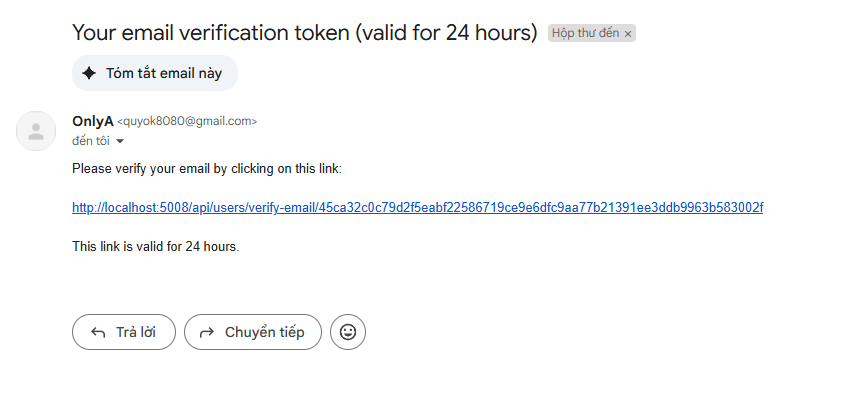 Your email verification token (valid for 24 hours) Hộp thư đến ×
Tóm tắt email này
OnlyA <quyok8080@gmail.com>
đến tôi
Please verify your email by clicking on this link:
http://localhost:5008/api/users/verify-email/45ca32c0c79d2f5eabf22586719ce9e6dfc9aa77b21391ee3ddb9963b583002f
This link is valid for 24 hours.
Trả lời Chuyển tiếp